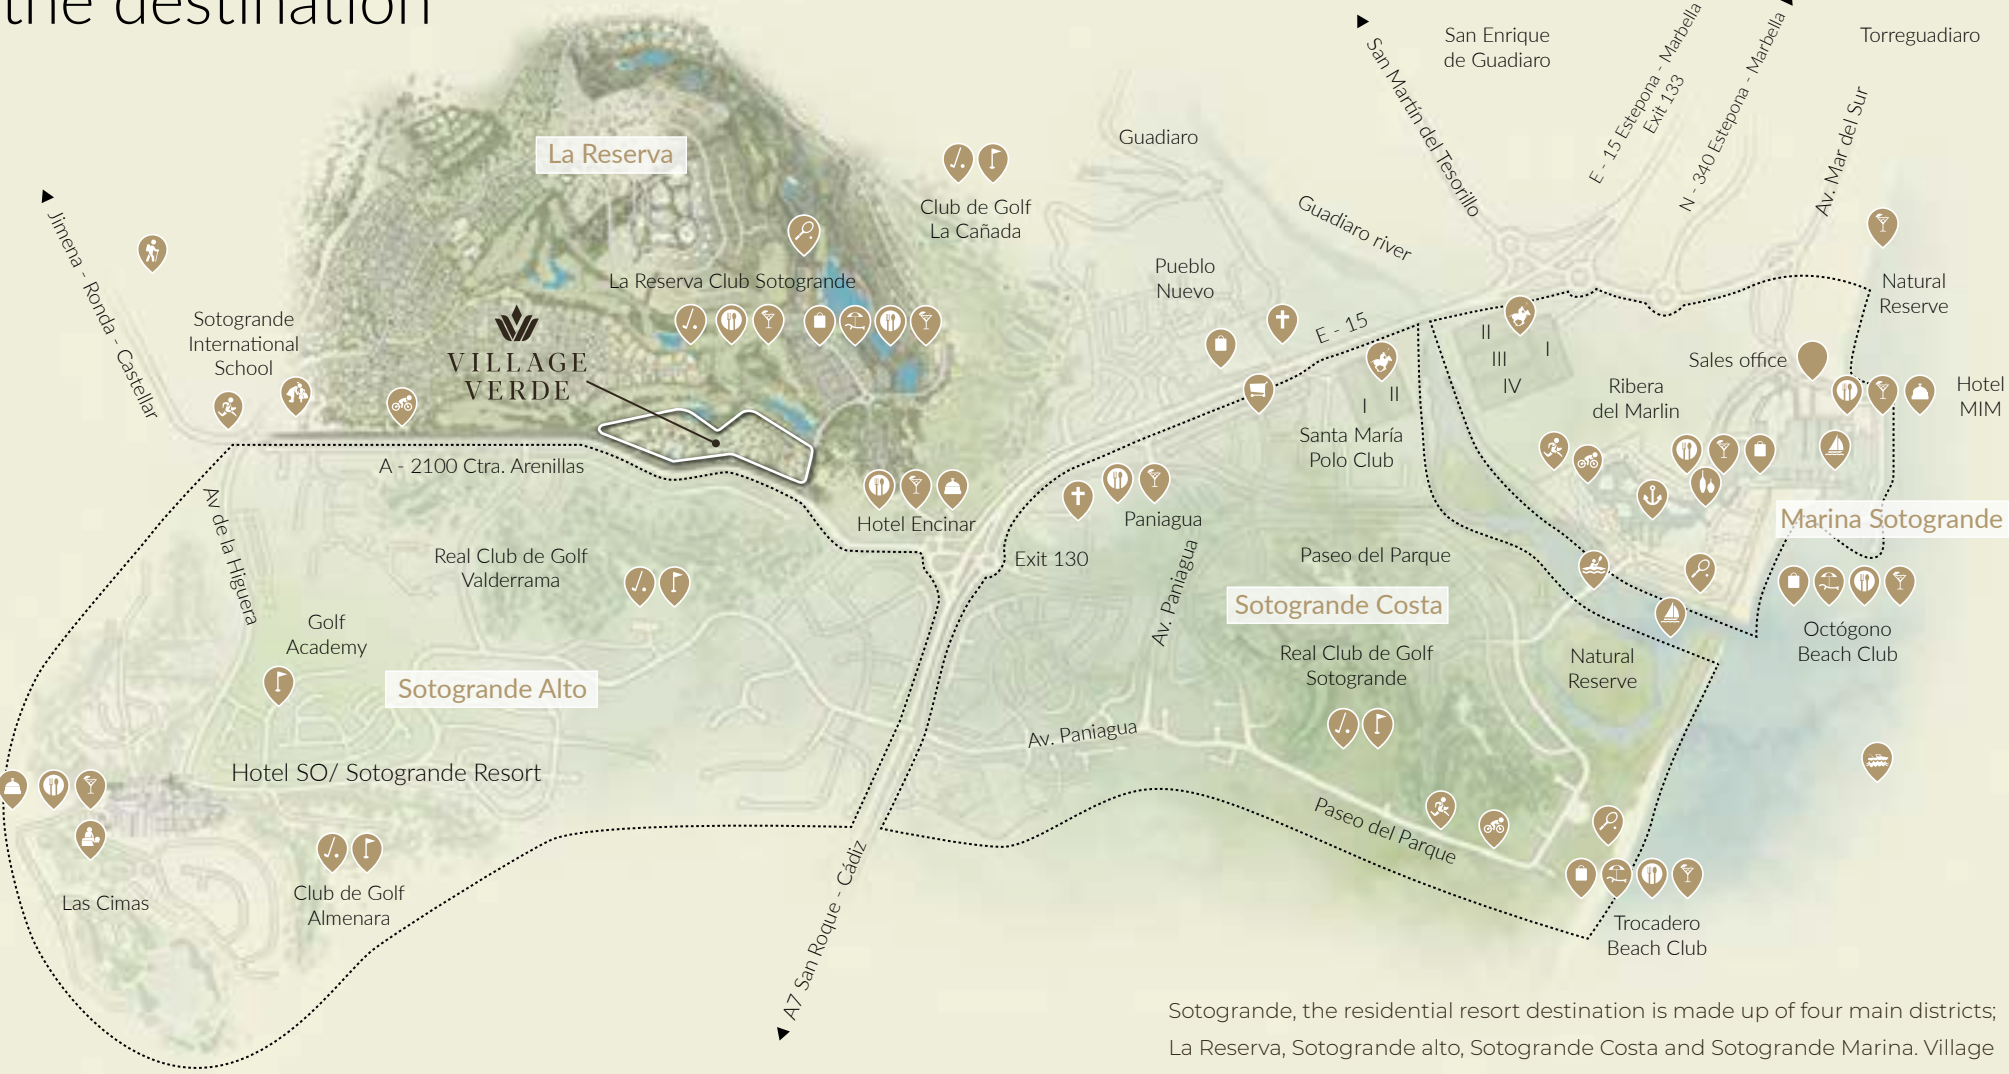 the destination
San Enrique
de Guadiaro
Torreguadiaro
E - 15 Estepona - Marbella
Exit 133
N - 340 Estepona - Marbella
San Martín del Tesorillo
Av. Mar del Sur
Guadiaro
La Reserva
Club de Golf
La Cañada
Guadiaro river
Jimena - Ronda - Castellar
Pueblo
Nuevo
La Reserva Club Sotogrande
Natural
Reserve
Sotogrande
International
School
VILLAGE
VERDE
E - 15
II
III
IV
I
Sales office
Ribera
del Marlin
Hotel
MIM
I
II
Santa María
Polo Club
A - 2100 Ctra. Arenillas
Av de la Higuera
Hotel Encinar
Paniagua
Marina Sotogrande
Real Club de Golf
Valderrama
Exit 130
Av. Paniagua
Paseo del Parque
Sotogrande Costa
Golf
Academy
Octógono
Beach Club
Real Club de Golf
Sotogrande
Natural
Reserve
Sotogrande Alto
Av. Paniagua
Hotel SO/ Sotogrande Resort
Paseo del Parque
Las Cimas
Club de Golf
Almenara
A7 San Roque - Cádiz
Trocadero
Beach Club
Sotogrande, the residential resort destination is made up of four main districts;
La Reserva, Sotogrande alto, Sotogrande Costa and Sotogrande Marina. Village